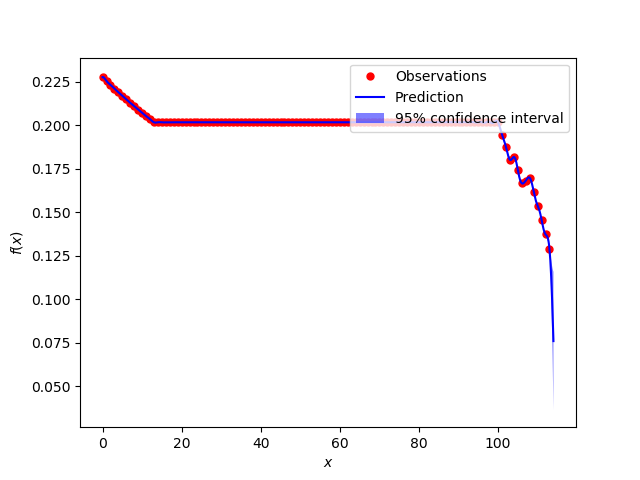 Observations
Prediction
95% confidence interval
0.225
0.200
0.175
0.150
0.125
0.100
0.075
0.050
f(x)
0 20 40 60 80 100
x